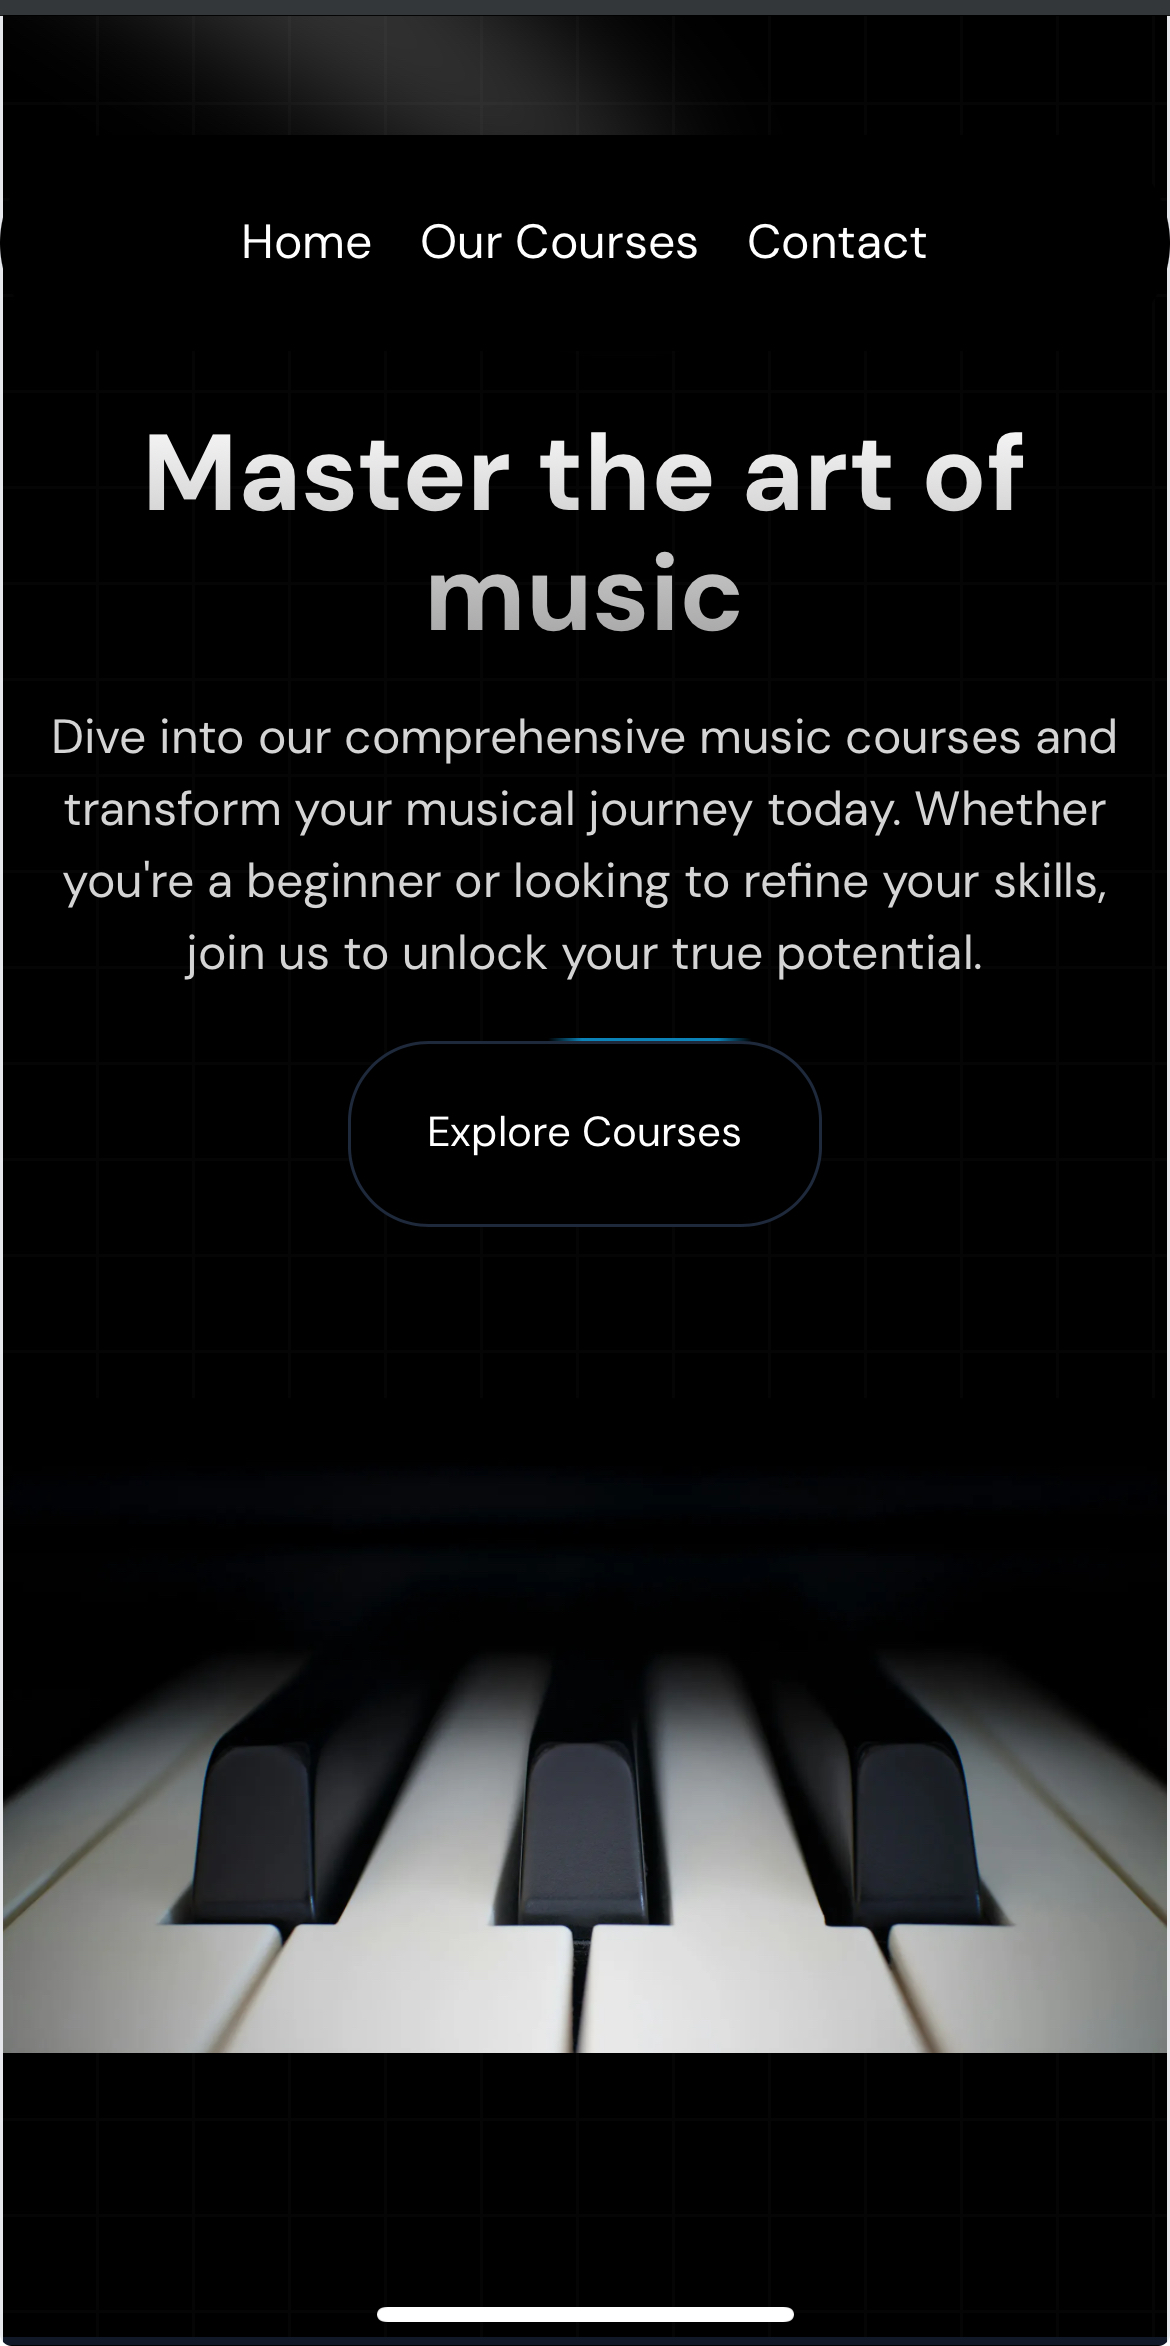 Home Our Courses Contact
Master the art of
music
Dive into our comprehensive music courses and
transform your musical journey today. Whether
you're a beginner or looking to refine your skills,
join us to unlock your true potential.
Explore Courses